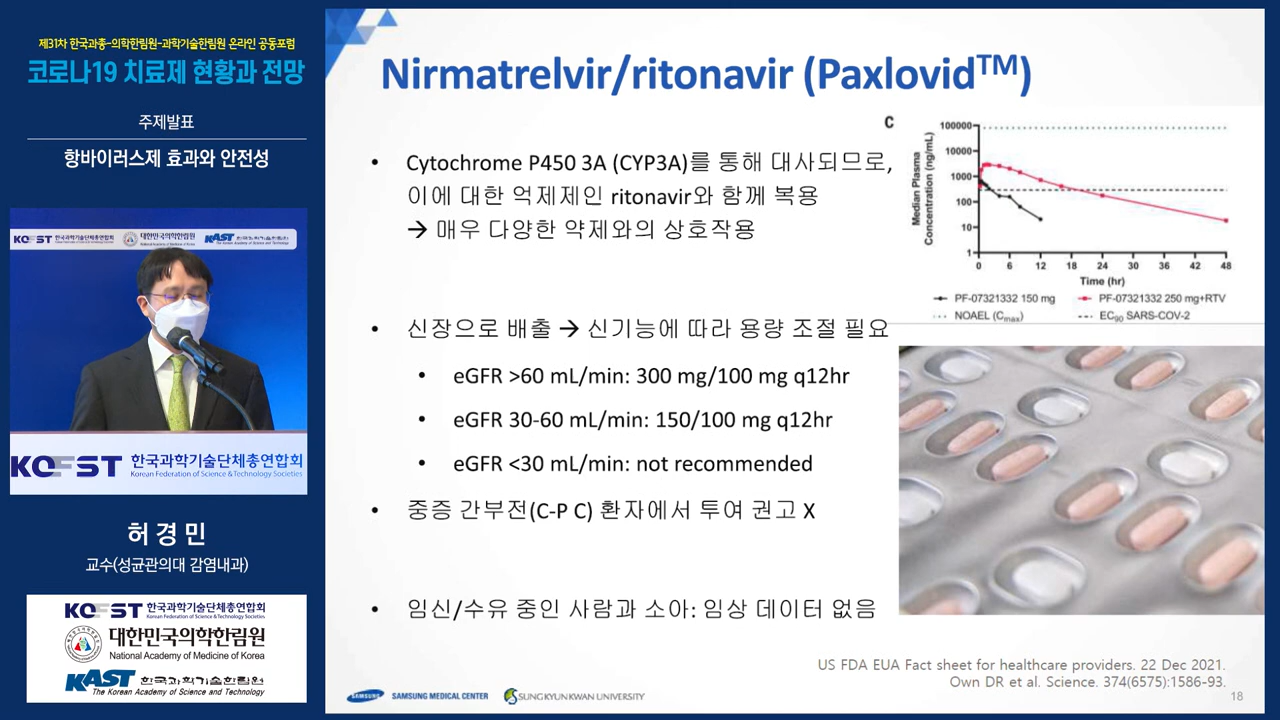 제31차 한국과총-의학한림원-과학기술한림원 온라인 공동포럼
코로나19 치료제 현황과 전망
주제발표
항바이러스제 효과와 안전성
KOFST 한국과학기술단체총연합회
대한민국의학한림원
KAST 한국과학기술한림원
The Korean Academy of Science and Technology
KOFST 한국과학기술단체총연합회
Korean Federation of Science & Technology Societies
허경민
교수(성균관의대 감염내과)
KOFST 한국과학기술단체총연합회
Korean Federation of Science & Technology Societies
대한민국의학한림원
National Academy of Medicine of Korea
KAST 한국과학기술한림원
The Korean Academy of Science and Technology
Nirmatrelvir/ritonavir (Paxlovid™)
• Cytochrome P450 3A (CYP3A)를 통해 대사되므로,
이에 대한 억제제인 ritonavir와 함께 복용
→ 매우 다양한 약제와의 상호작용
• 신장으로 배출 → 신기능에 따라 용량 조절 필요
• eGFR >60 mL/min: 300 mg/100 mg q12hr
• eGFR 30-60 mL/min: 150/100 mg q12hr
• eGFR <30 mL/min: not recommended
• 중증 간부전(C-P C) 환자에서 투여 권고 X
• 임신/수유 중인 사람과 소아: 임상 데이터 없음
C
Median Plasma
Concentration (ng/mL)
100000
10000
1000
100
10
1
0 6 12 18 24 30 36 42 48
Time (hr)
PF-07321332 150 mg PF-07321332 250 mg+RTV
NOAEL (Cmax) EC90 SARS-COV-2
US FDA EUA Fact sheet for healthcare providers. 22 Dec 2021.
Own DR et al. Science. 374(6575):1586-93.
SAMSUNG SAMSUNG MEDICAL CENTER SUNGKYUNKWAN UNIVERSITY
18